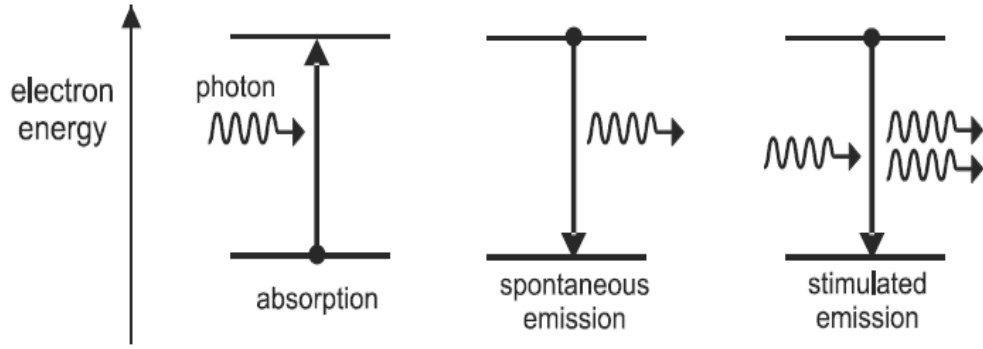 electron
energy
photon
absorption
spontaneous
emission
stimulated
emission